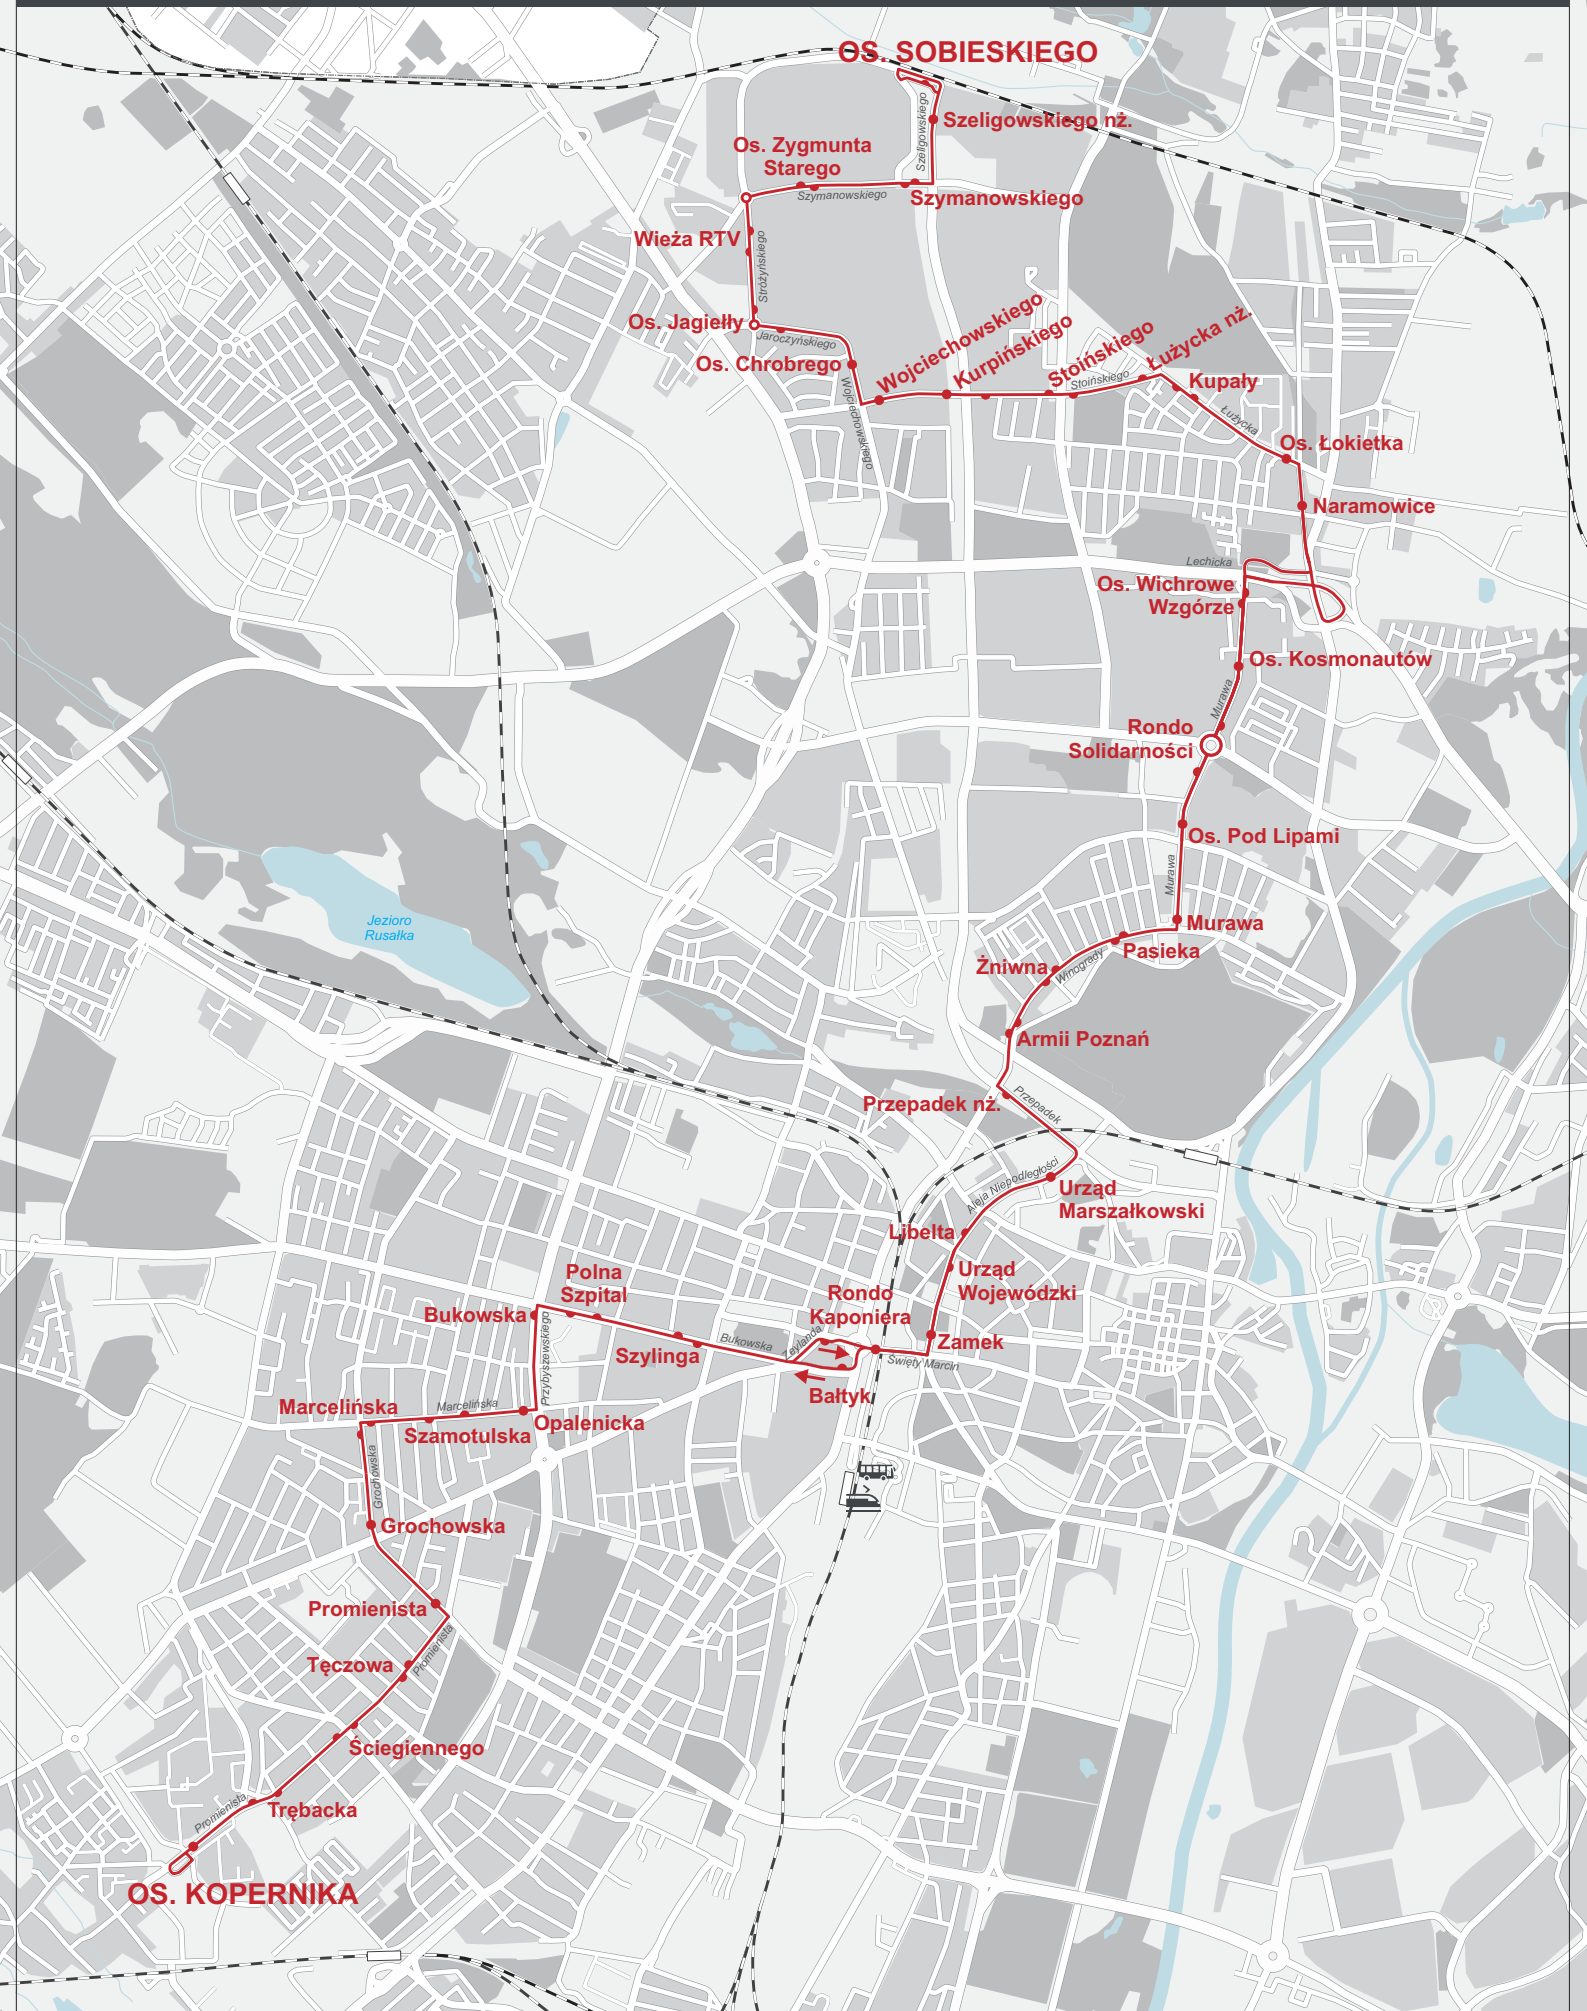 OS. SOBIESKIEGO
Szeligowskiego
Szeligowskiego nż.
Os. Zygmunta
Starego
Szymanowskiego
Szymanowskiego
Wieża RTV
Stróżyńskiego
Os. Jagiełły
Jaroczyńskiego
Os. Chrobrego
Wojciechowskiego
Wojciechowskiego
Kurpińskiego
Stoińskiego
Stoińskiego
Łużycka nż.
Kupały
Łużycka
Os. Łokietka
Naramowice
Lechicka
Os. Wichrowe
Wzgórze
Os. Kosmonautów
Murawa
Rondo
Solidarności
Os. Pod Lipami
Murawa
Murawa
Pasieka
Żniwna
Winogrady
Jezioro
Rusałka
Armii Poznań
Przepadek nż.
Przepadek
Aleja Niepodległości
Urząd
Marszałkowski
Libelta
Urząd
Wojewódzki
Polna
Szpital
Rondo
Kaponiera
Bukowska
Przybyszewskiego
Bukowska
Zeylanda
Zamek
Szylinga
Święty Marcin
Bałtyk
Marcelińska
Marcelińska
Szamotulska
Opalenicka
Grochowska
Grochowska
Promienista
Promienista
Tęczowa
Ściegiennego
Promienista
Trębacka
OS. KOPERNIKA